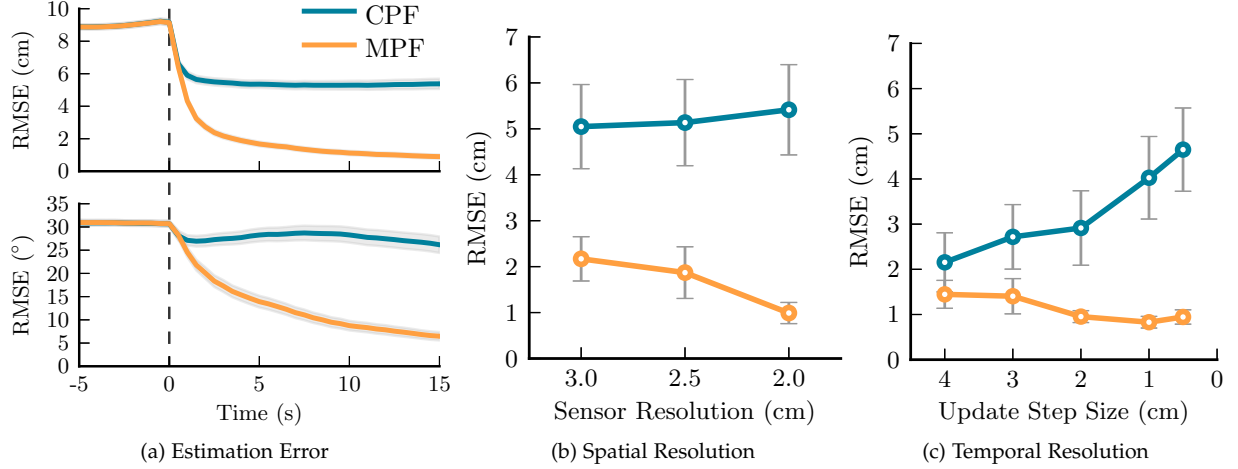 CPF
MPF
RMSE (cm)
10
8
6
4
2
0
RMSE (°)
35
30
25
20
15
10
5
0
-5 0 5 10 15
Time (s)
(a) Estimation Error
RMSE (cm)
7
6
5
4
3
2
1
0
3.0 2.5 2.0
Sensor Resolution (cm)
(b) Spatial Resolution
RMSE (cm)
7
6
5
4
3
2
1
0
4 3 2 1 0
Update Step Size (cm)
(c) Temporal Resolution